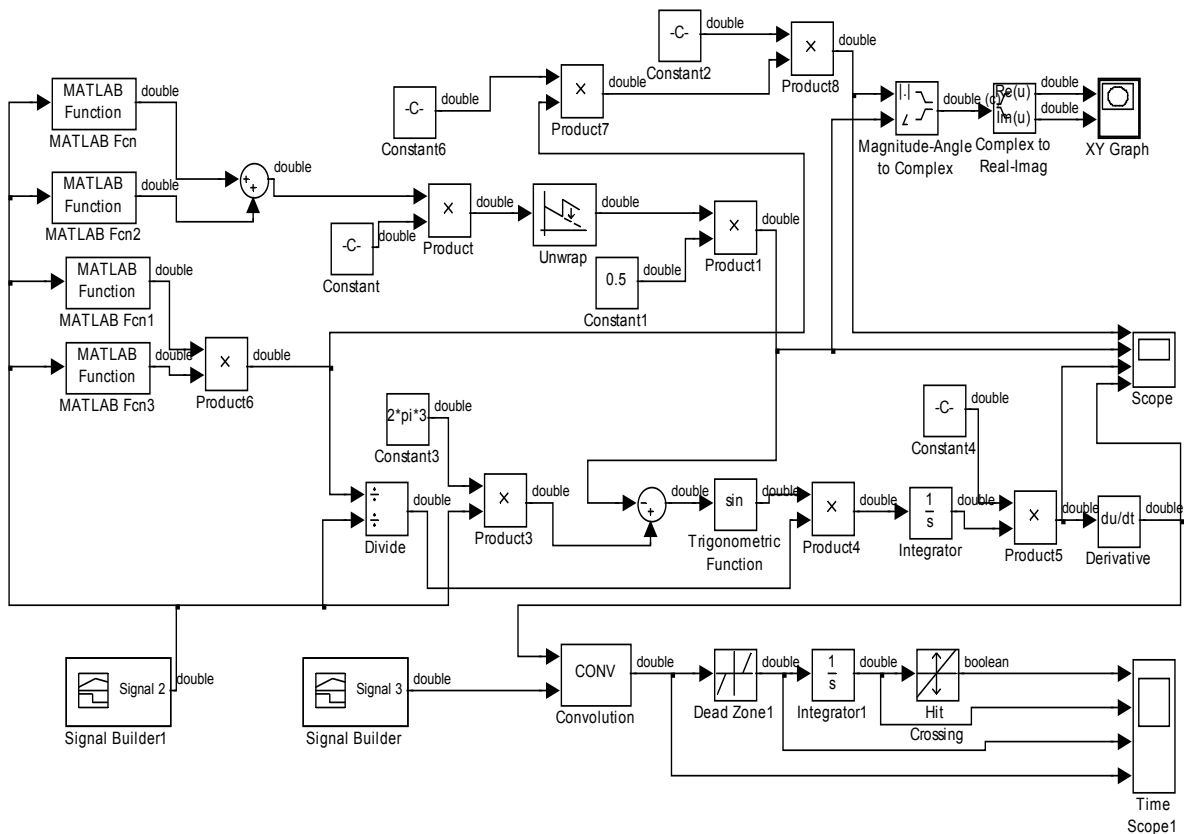 double
-C-
Constant2
×
double
Product8
MATLAB
Function
double
MATLAB Fcn
-C-
double
Constant6
×
double
Product7
|.|
∠
double (c)
Magnitude-Angle
to Complex
Re(u)
Im(u)
double
double
Complex to
Real-Imag
XY Graph
MATLAB
Function
double
MATLAB Fcn2
+
+
double
-C-
double
Constant
×
double
Product
double
Unwrap
0.5
double
Constant1
×
double
Product1
MATLAB
Function
double
MATLAB Fcn1
MATLAB
Function
double
MATLAB Fcn3
×
double
Product6
Scope
2*pi*3
double
Constant3
-C-
double
Constant4
÷
÷
double
Divide
×
double
Product3
-
+
double
sin
double
Trigonometric
Function
×
double
Product4
1
s
double
Integrator
×
double
Product5
du/dt
double
Derivative
Signal 2
double
Signal Builder1
Signal 3
double
Signal Builder
CONV
double
Convolution
double
Dead Zone1
1
s
double
Integrator1
boolean
Hit
Crossing
Time
Scope1